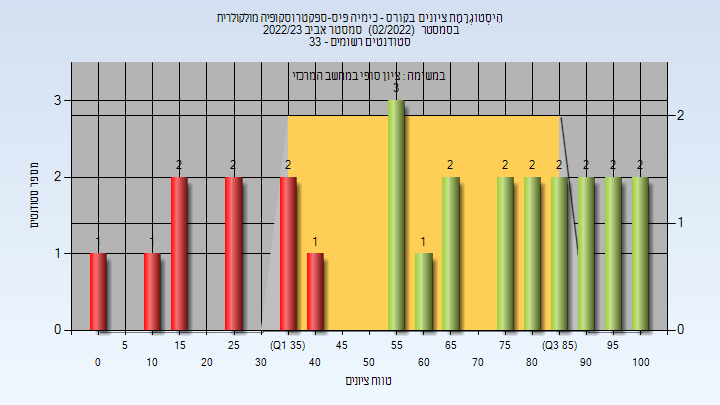 היסטוגרמת ציונים בקורס - כימיה פיס-ספקטרוסקופיה מולקולרית
בסמסטר (02/2022) סמסטר אביב 2022/23
סטודנטים רשומים - 33
במשימה : ציון סופי במחשב המרכזי
מספר סטודנטים
3
2
1
0
2
1
0
1 1 2 2 2 1 3 1 2 2 2 2 2 2 2
5 15 25 (Q1 35) 45 55 65 75 (Q3 85) 95
0 10 20 30 40 50 60 70 80 90 100
טווח ציונים